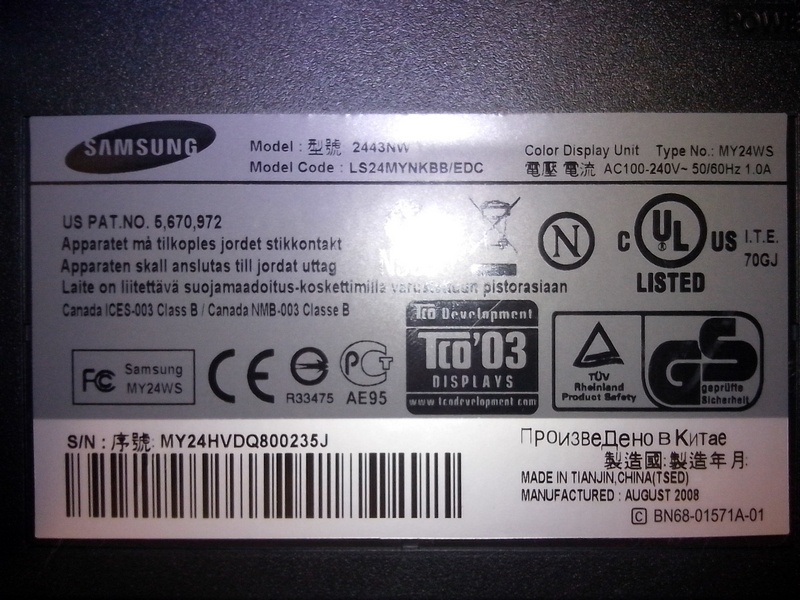 POWE
SAMSUNG
Model : 型號 2443NW
Model Code : LS24MYNKBB/EDC
Color Display Unit Type No.: MY24WS
電壓 電流 AC100-240V~ 50/60Hz 1.0A
US PAT.NO. 5,670,972
Apparatet må tilkoples jordet stikkontakt
Apparaten skall anslutas till jordat uttag
Laite on liitettävä suojamaadoitus-koskettimilla varustettuun pistorasiaan
Canada ICES-003 Class B / Canada NMB-003 Classe B
N
C UL US
LISTED
I.T.E.
70GJ
FC Samsung
MY24WS
CE
R33475
PCT
AE95
TCO Development
TCO'03
DISPLAYS
www.tcodevelopment.com
TÜV
Rheinland
Product Safety
GS
geprüfte
Sicherheit
S/N : 序號: MY24HVDQ800235J
Произведено в Китае
製造國:製造年月:
MADE IN TIANJIN,CHINA(TSED)
MANUFACTURED : AUGUST 2008
C BN68-01571A-01